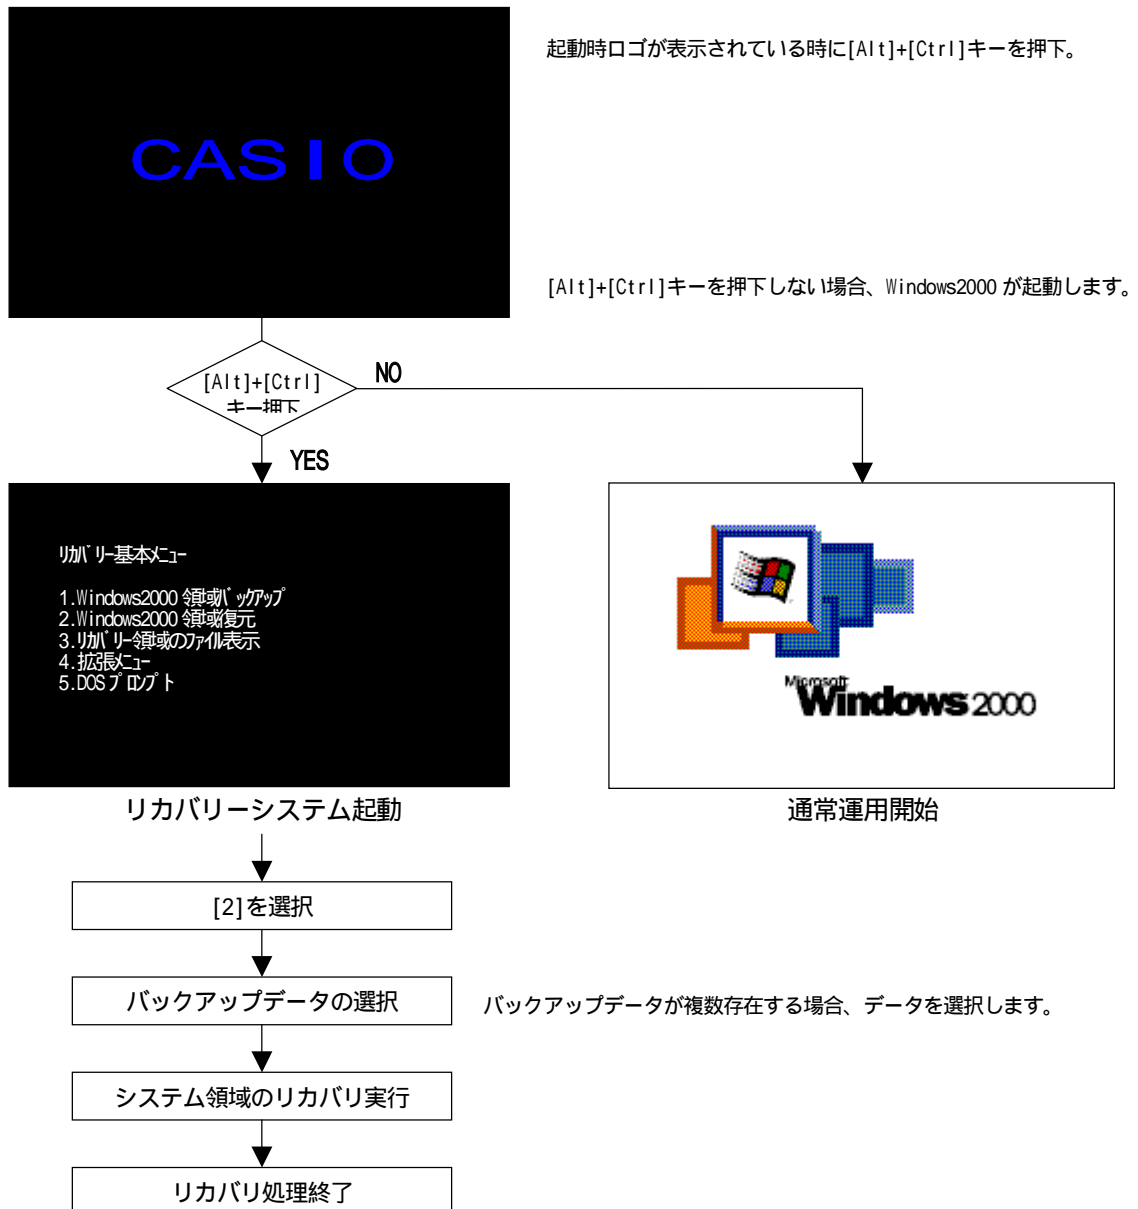 起動時ロゴが表示されている時に[Alt]+[Ctrl]キーを押下。
CASIO
[Alt]+[Ctrl]キーを押下しない場合、Windows2000 が起動します。
[Alt]+[Ctrl]
キー押下
NO
YES
ﾘｶﾊﾞﾘｰ基本ﾒﾆｭｰ
1.Windows2000 領域ﾊﾞｯｸｱｯﾌﾟ
2.Windows2000 領域復元
3.ﾘｶﾊﾞﾘｰ領域のﾌｧｲﾙ表示
4.拡張ﾒﾆｭｰ
5.DOS ﾌﾟﾛﾝﾌﾟﾄ
Microsoft
Windows 2000
リカバリーシステム起動
通常運用開始
[2]を選択
バックアップデータの選択
バックアップデータが複数存在する場合、データを選択します。
システム領域のリカバリ実行
リカバリ処理終了